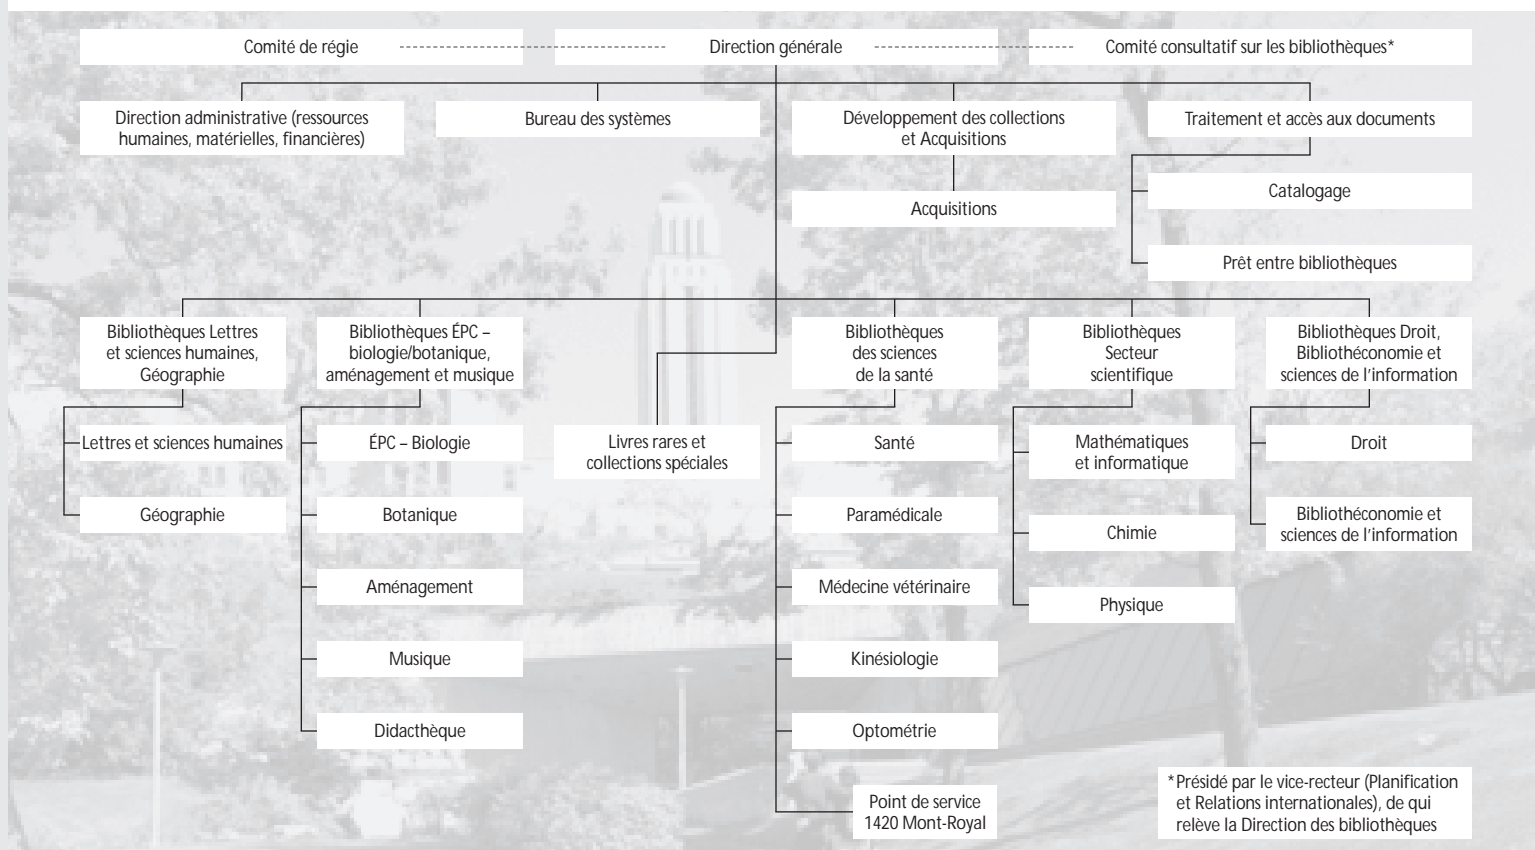 Comité de régie
Direction générale
Comité consultatif sur les bibliothèques*
Direction administrative (ressources
humaines, matérielles, financières)
Bureau des systèmes
Développement des collections
et Acquisitions
Traitement et accès aux documents
Acquisitions
Catalogage
Prêt entre bibliothèques
Bibliothèques Lettres
et sciences humaines,
Géographie
Bibliothèques ÉPC –
biologie/botanique,
aménagement et musique
Bibliothèques
des sciences
de la santé
Bibliothèques
Secteur
scientifique
Bibliothèques Droit,
Bibliothéconomie et
sciences de l'information
Lettres et sciences humaines
Géographie
ÉPC – Biologie
Botanique
Aménagement
Musique
Didacthèque
Livres rares et
collections spéciales
Santé
Paramédicale
Médecine vétérinaire
Kinésiologie
Optométrie
Point de service
1420 Mont-Royal
Mathématiques
et informatique
Chimie
Physique
Droit
Bibliothéconomie et
sciences de l'information
*Présidé par le vice-recteur (Planification
et Relations internationales), de qui
relève la Direction des bibliothèques